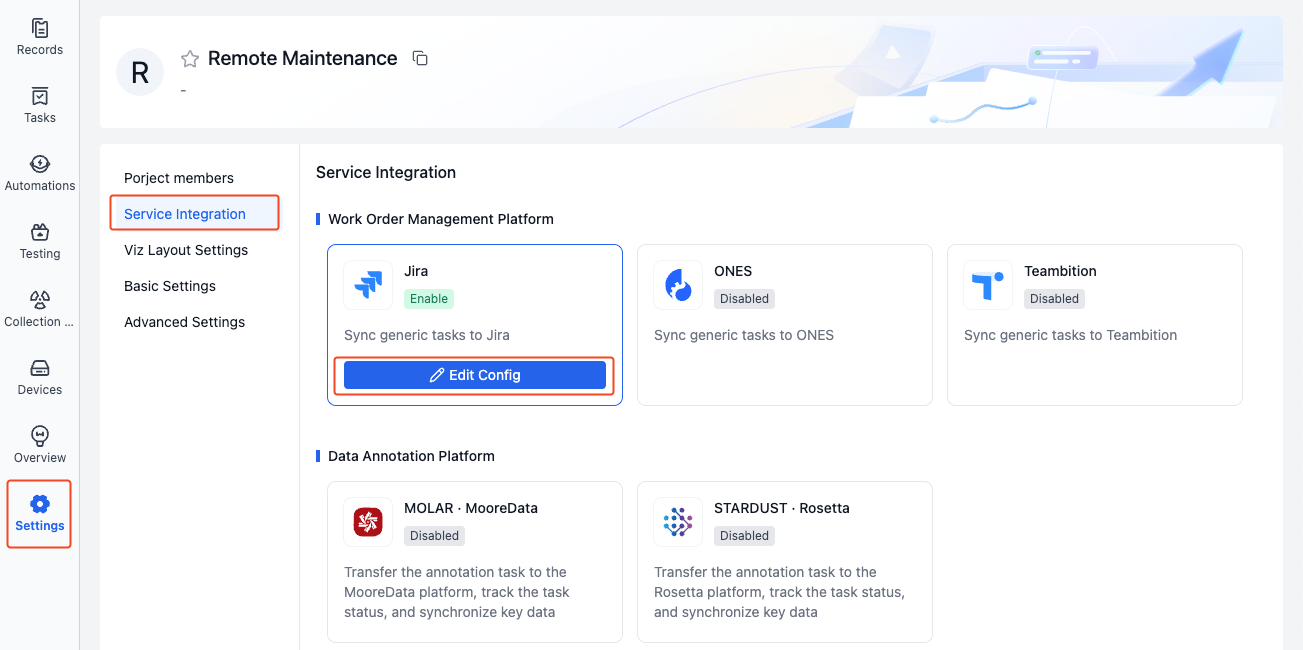 Records
Tasks
Automations
Testing
Collection ...
Devices
Overview
Settings
R
Remote Maintenance
-
Porject members
Service Integration
Viz Layout Settings
Basic Settings
Advanced Settings
Service Integration
Work Order Management Platform
Jira
Enable
Sync generic tasks to Jira
Edit Config
ONES
Disabled
Sync generic tasks to ONES
Teambition
Disabled
Sync generic tasks to Teambition
Data Annotation Platform
MOLAR · MooreData
Disabled
Transfer the annotation task to the
MooreData platform, track the task
status, and synchronize key data
STARDUST · Rosetta
Disabled
Transfer the annotation task to the
Rosetta platform, track the task status,
and synchronize key data